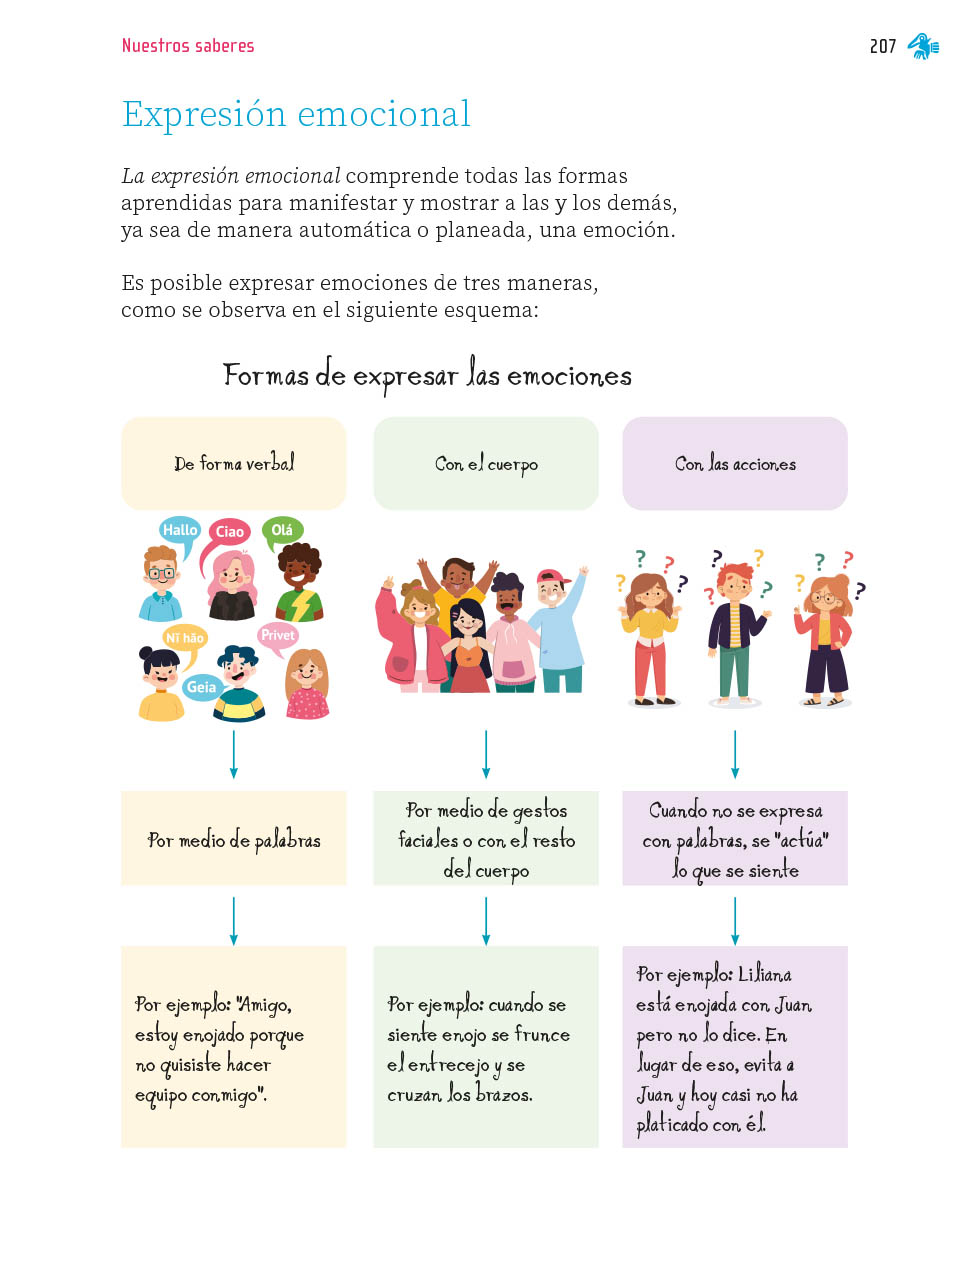 Nuestros saberes
207
Expresión emocional
La expresión emocional comprende todas las formas
aprendidas para manifestar y mostrar a las y los demás,
ya sea de manera automática o planeada, una emoción.
Es posible expresar emociones de tres maneras,
como se observa en el siguiente esquema:
Formas de expresar las emociones
De forma verbal
Hallo
Ciao
Olá
Nǐ hǎo
Privet
Geia
Por medio de palabras
Por ejemplo: "Amigo,
estoy enojado porque
no quisiste hacer
equipo conmigo".
Con el cuerpo
Por medio de gestos
faciales o con el resto
del cuerpo
Por ejemplo: cuando se
siente enojo se frunce
el entrecejo y se
cruzan los brazos.
Con las acciones
? ? ? ? ? ? ? ? ? ? ? ?
Cuando no se expresa
con palabras, se "actúa"
lo que se siente
Por ejemplo: Liliana
está enojada con Juan
pero no lo dice. En
lugar de eso, evita a
Juan y hoy casi no ha
platicado con él.